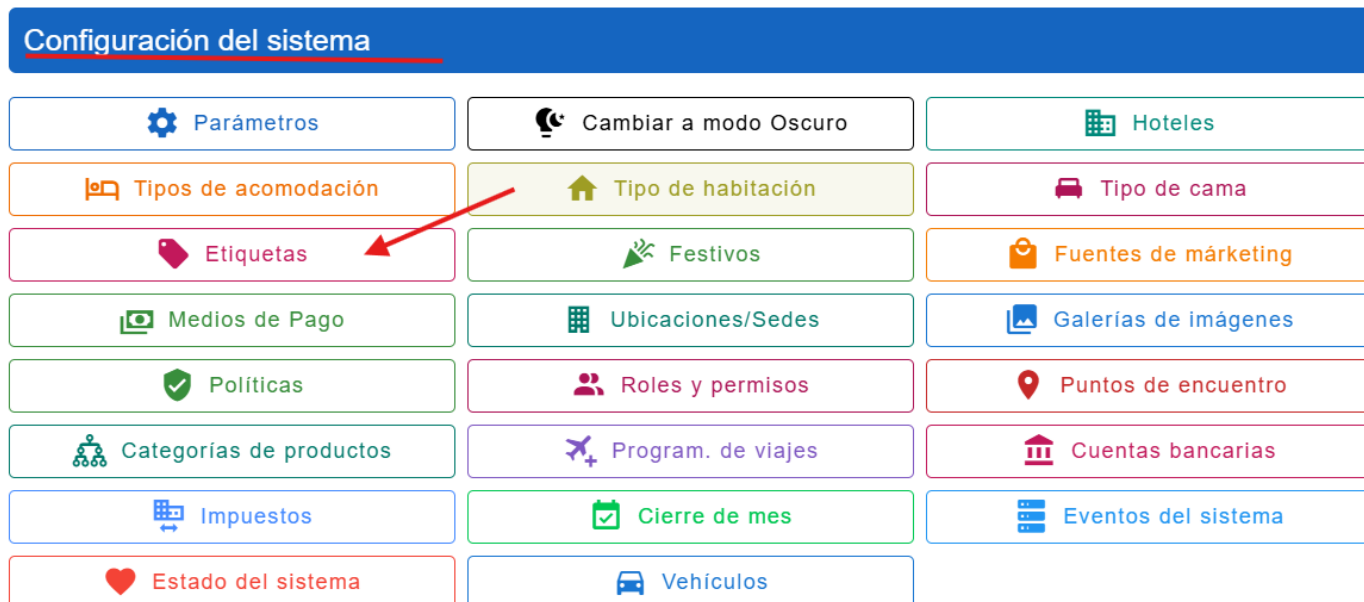 Configuración del sistema
Parámetros
Cambiar a modo Oscuro
Hoteles
Tipos de acomodación
Tipo de habitación
Tipo de cama
Etiquetas
Festivos
Fuentes de márketing
Medios de Pago
Ubicaciones/Sedes
Galerías de imágenes
Políticas
Roles y permisos
Puntos de encuentro
Categorías de productos
Program. de viajes
Cuentas bancarias
Impuestos
Cierre de mes
Eventos del sistema
Estado del sistema
Vehículos